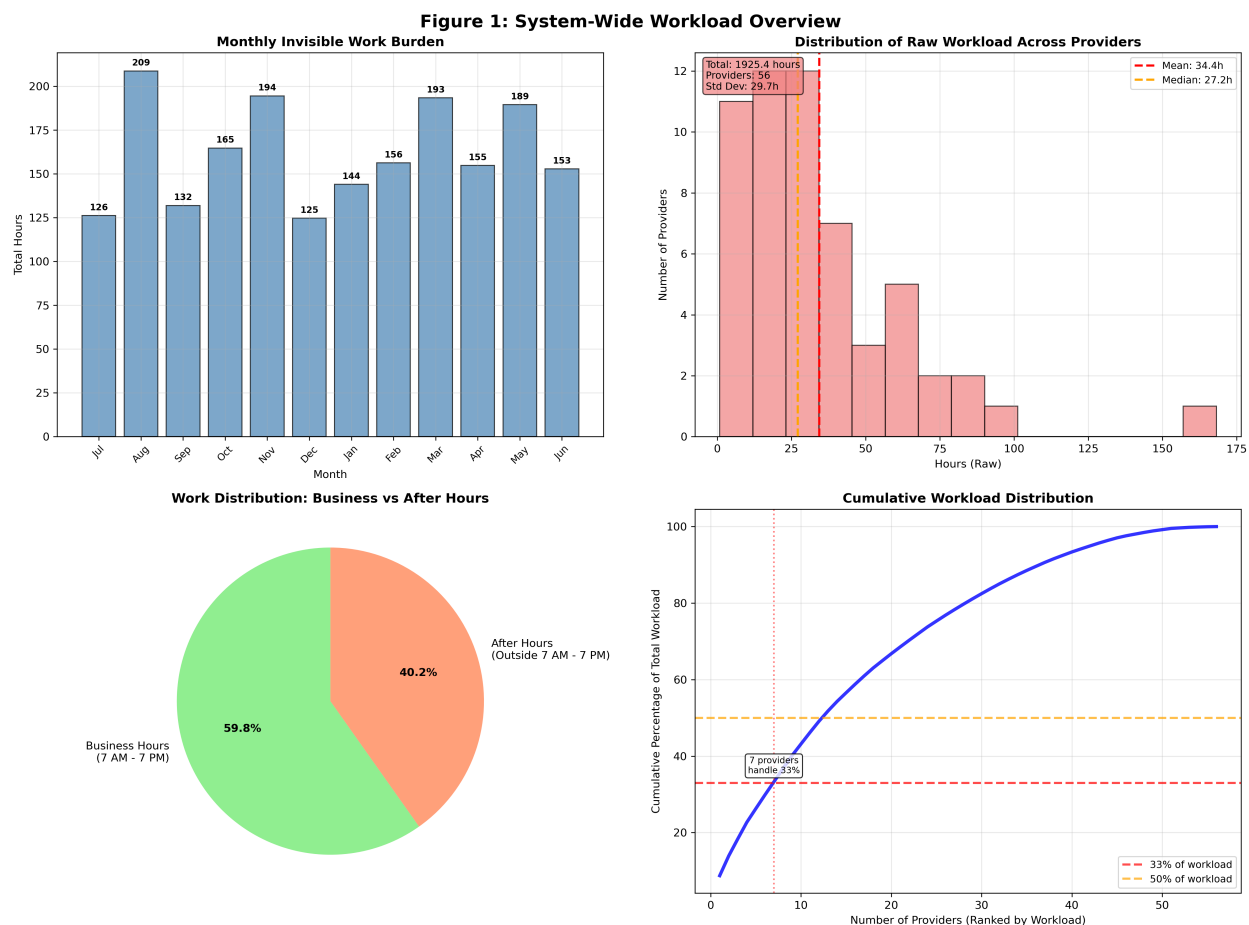 Figure 1: System-Wide Workload Overview
Monthly Invisible Work Burden
Total Hours
200
175
150
125
100
75
50
25
0
126
209
132
165
194
125
144
156
193
155
189
153
Jul
Aug
Sep
Oct
Nov
Dec
Jan
Feb
Mar
Apr
May
Jun
Month
Distribution of Raw Workload Across Providers
Total: 1925.4 hours
Providers: 56
Std Dev: 29.7h
Mean: 34.4h
Median: 27.2h
Number of Providers
12
10
8
6
4
2
0
0
25
50
75
100
125
150
175
Hours (Raw)
Work Distribution: Business vs After Hours
After Hours
(Outside 7 AM - 7 PM)
40.2%
59.8%
Business Hours
(7 AM - 7 PM)
Cumulative Workload Distribution
Cumulative Percentage of Total Workload
100
80
60
40
20
7 providers
handle 33%
33% of workload
50% of workload
0
10
20
30
40
50
Number of Providers (Ranked by Workload)